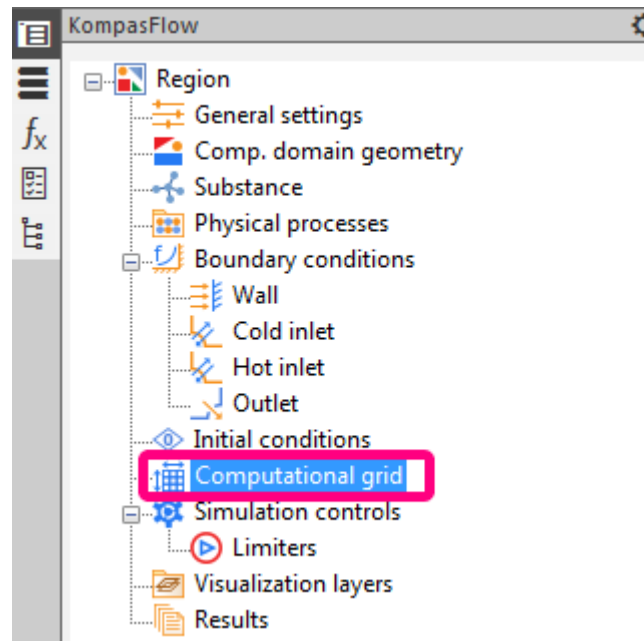 KompasFlow
Region
General settings
Comp. domain geometry
Substance
Physical processes
Boundary conditions
Wall
Cold inlet
Hot inlet
Outlet
Initial conditions
Computational grid
Simulation controls
Limiters
Visualization layers
Results
fx